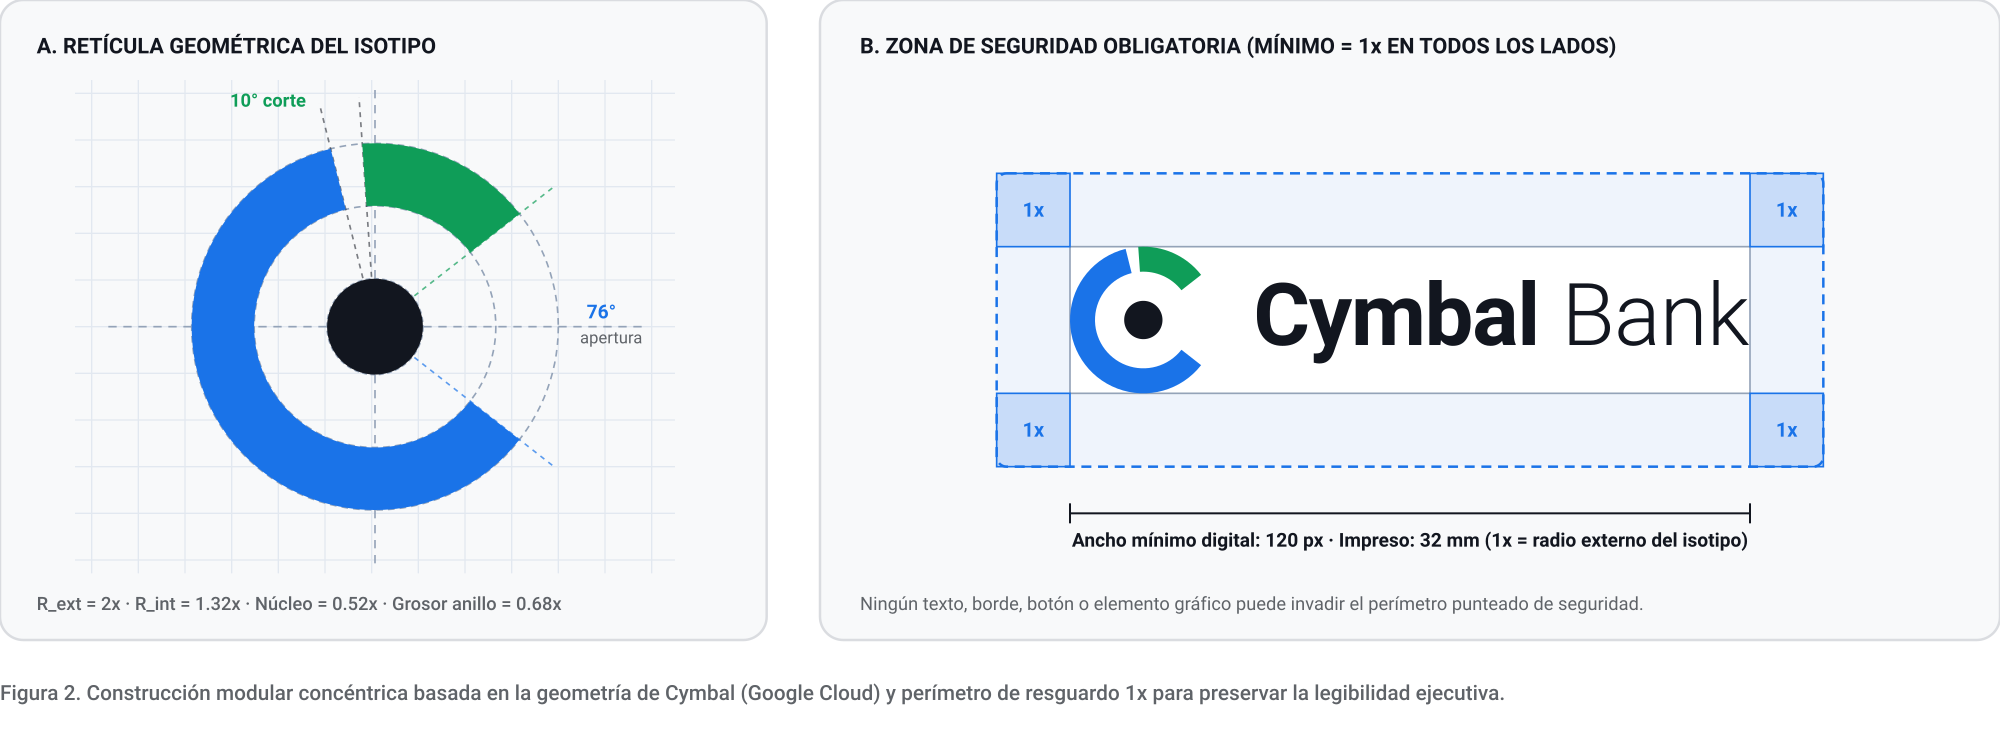 A. RETÍCULA GEOMÉTRICA DEL ISOTIPO
10° corte
76°
apertura
R_ext = 2x · R_int = 1.32x · Núcleo = 0.52x · Grosor anillo = 0.68x
B. ZONA DE SEGURIDAD OBLIGATORIA (MÍNIMO = 1x EN TODOS LOS LADOS)
1x
1x
Cymbal Bank
1x
1x
Ancho mínimo digital: 120 px · Impreso: 32 mm (1x = radio externo del isotipo)
Ningún texto, borde, botón o elemento gráfico puede invadir el perímetro punteado de seguridad.
Figura 2. Construcción modular concéntrica basada en la geometría de Cymbal (Google Cloud) y perímetro de resguardo 1x para preservar la legibilidad ejecutiva.